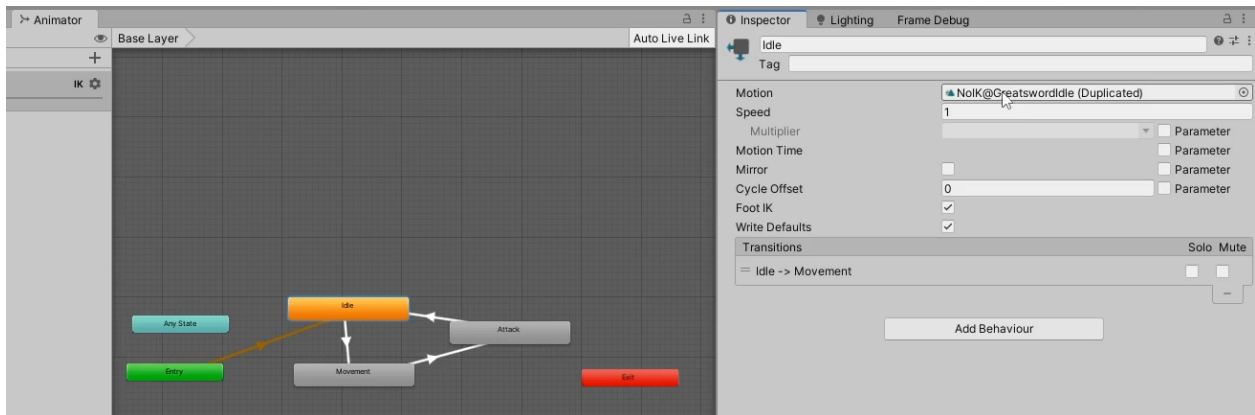 Animator
Base Layer
Auto Live Link
IK
Idle
Any State
Attack
Entry
Movement
Exit
Inspector
Lighting
Frame Debug
Idle
Tag
Motion
NoIK@GreatswordIdle (Duplicated)
Speed
1
Multiplier
Parameter
Motion Time
Parameter
Mirror
Parameter
Cycle Offset
0
Parameter
Foot IK
Write Defaults
Transitions
Solo Mute
Idle -> Movement
Add Behaviour